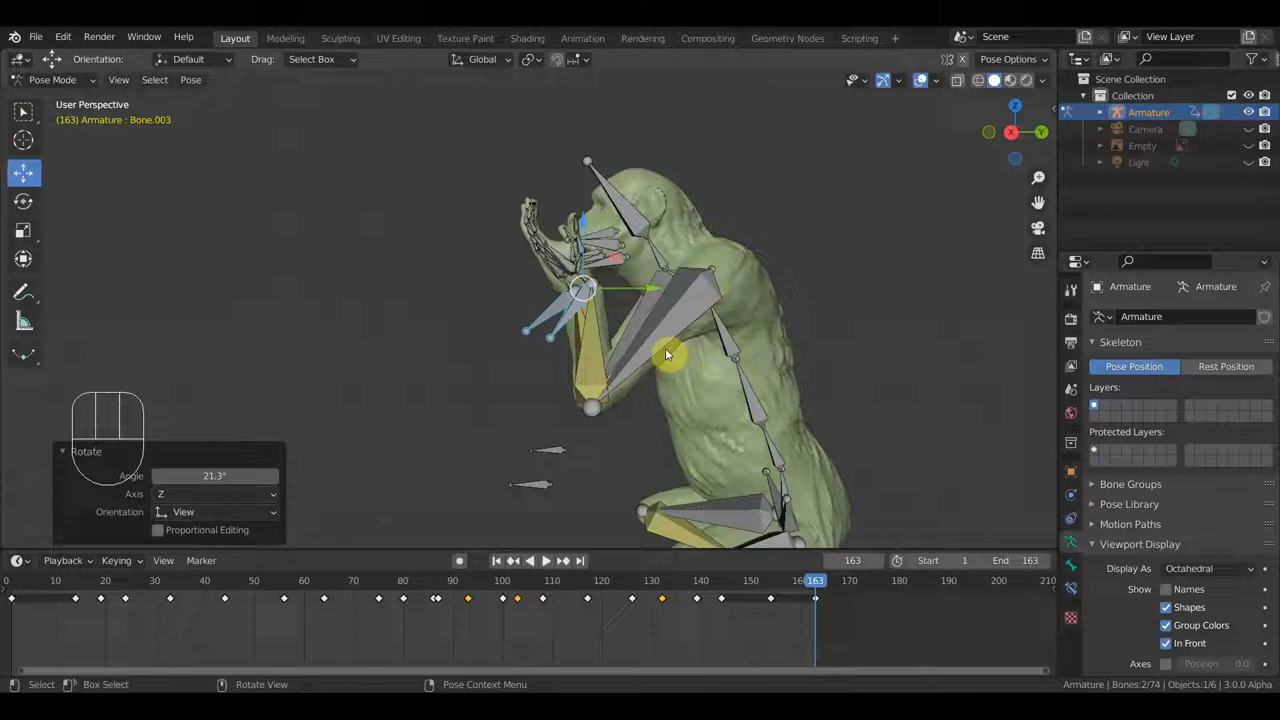 File Edit Render Window Help Layout Modeling Sculpting UV Editing Texture Paint Shading Animation Rendering Compositing Geometry Nodes Scripting + Scene View Layer
Orientation: Default Drag: Select Box Global Pose Options
Pose Mode View Select Pose
Scene Collection
Collection
Armature
Camera
Empty
Light
User Perspective
(163) Armature : Bone.003
Z
X
Y
Armature Armature
Armature
Skeleton
Pose Position Rest Position
Layers:
Protected Layers:
Bone Groups
Pose Library
Motion Paths
Viewport Display
Display As Octahedral
Show Names
Shapes
Group Colors
In Front
Axes Position 0.0
Rotate
Angle 21.3°
Axis Z
Orientation View
Proportional Editing
Playback Keying View Marker 163 Start 1 End 163
0 10 20 30 40 50 60 70 80 90 100 110 120 130 140 150 163 170 180 190 200 210
Select Box Select Rotate View Pose Context Menu Armature | Bones:2/74 | Objects:1/6 | 3.0.0 Alpha